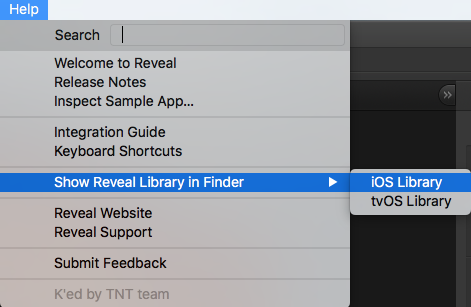 Help
Search
Welcome to Reveal
Release Notes
Inspect Sample App...
Integration Guide
Keyboard Shortcuts
Show Reveal Library in Finder
iOS Library
tvOS Library
Reveal Website
Reveal Support
Submit Feedback
K'ed by TNT team